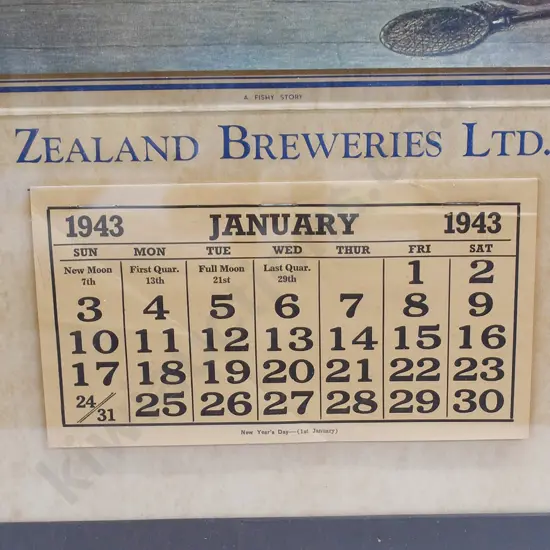 A FISHY STORY
ZEALAND BREWERIES LTD.
1943 JANUARY 1943
SUN MON TUE WED THUR FRI SAT
New Moon 7th First Quar. 13th Full Moon 21st Last Quar. 29th 1 2
3 4 5 6 7 8 9
10 11 12 13 14 15 16
17 18 19 20 21 22 23
24/31 25 26 27 28 29 30
New Year's Day—(1st January)